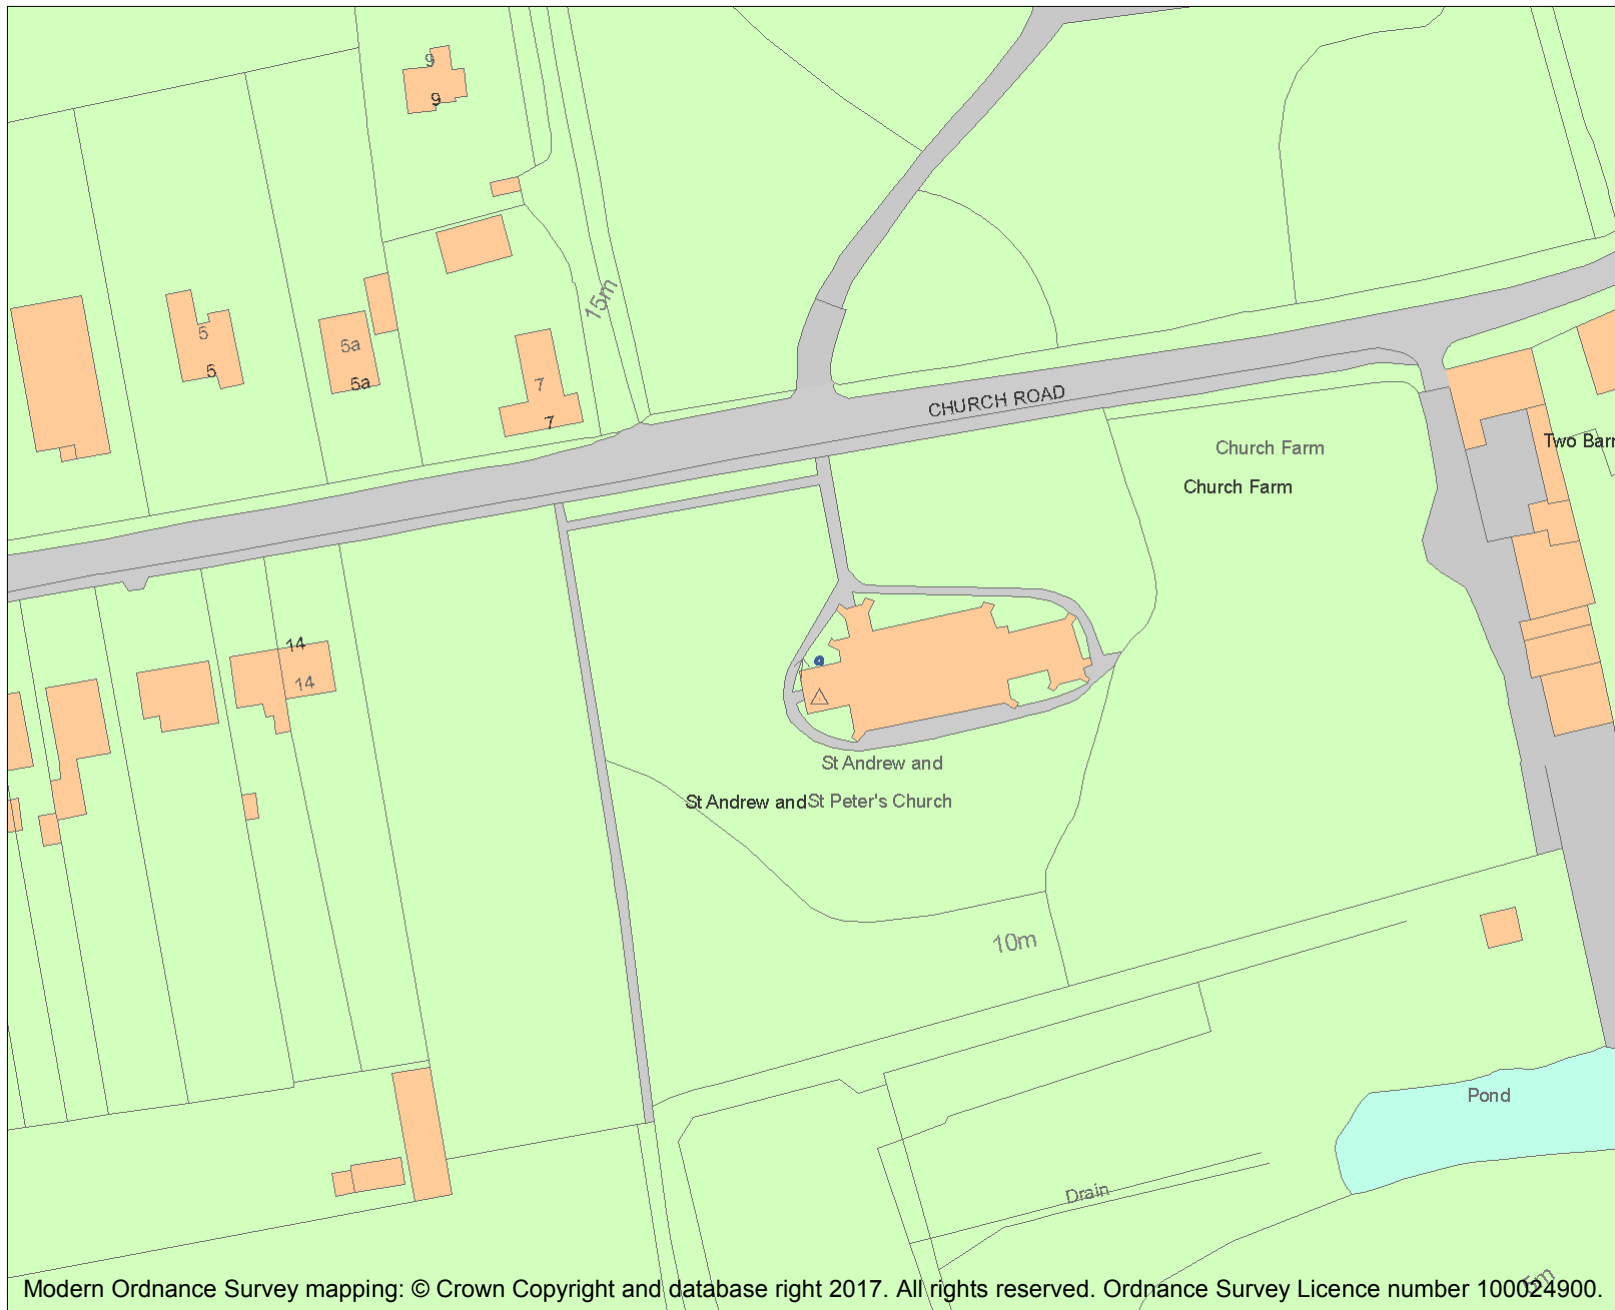 9
9
15m
5
5
5a
5a
7
7
CHURCH ROAD
Church Farm
Church Farm
Two Barn
14
14
St Andrew and
St Andrew and St Peter's Church
10m
Pond
Drain
5m
Modern Ordnance Survey mapping: © Crown Copyright and database right 2017. All rights reserved. Ordnance Survey Licence number 100024900.